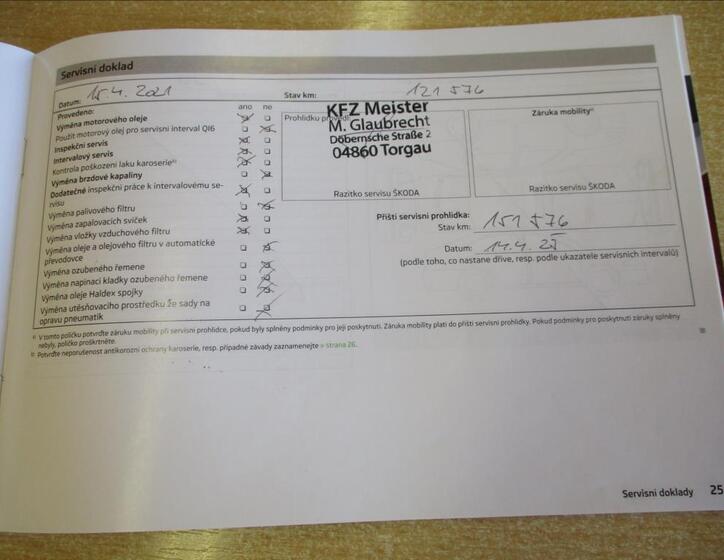 Servisní doklad
Datum: 15.4.2021
Stav km: 121 576
Provedeno: ano ne
Výměna motorového oleje
Použit motorový olej pro servisní interval QI6
Inspekční servis
Intervalový servis
Kontrola poškození laku karoserie b)
Výměna brzdové kapaliny
Dodatečné inspekční práce k intervalovému se-
rvisu
Výměna palivového filtru
Výměna zapalovacích svíček
Výměna vložky vzduchového filtru
Výměna oleje a olejového filtru v automatické
převodovce
Výměna ozubeného řemene
Výměna napínací kladky ozubeného řemene
Výměna oleje Haldex spojky
Výměna utěsňovacího prostředku ze sady na
opravu pneumatik
Prohlídku
KFZ Meister
M. Glaubrecht
Döbernsche Straße 2
04860 Torgau
Razítko servisu ŠKODA
Záruka mobility a)
Razítko servisu ŠKODA
Příští servisní prohlídka:
Stav km: 151 576
Datum:
(podle toho, co nastane dříve, resp. podle ukazatele servisních intervalů)
a) V tomto políčku potvrďte záruku mobility při servisní prohlídce, pokud byly splněny podmínky pro její poskytnutí. Záruka mobility platí do příští servisní prohlídky. Pokud podmínky pro poskytnutí záruky splněny
nebyly, políčko proškrtněte.
b) Potvrďte neporušenost antikorozní ochrany karoserie, resp. případné závady zaznamenejte » strana 26.
Servisní doklady 25